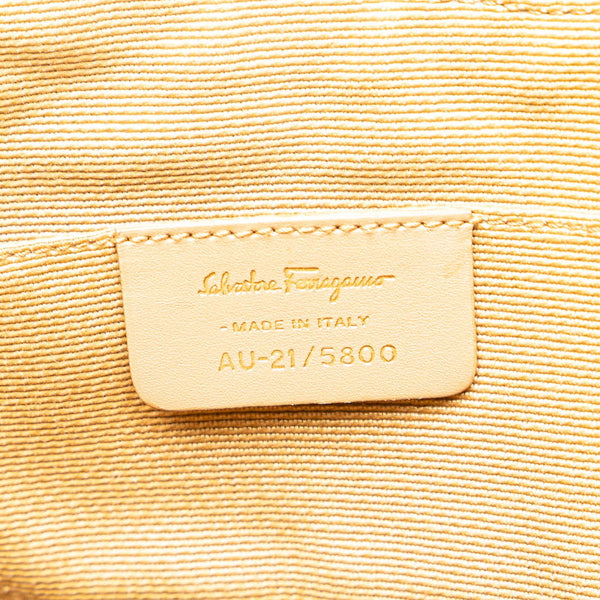 Salvatore Ferragamo
- MADE IN ITALY
AU-21/5800